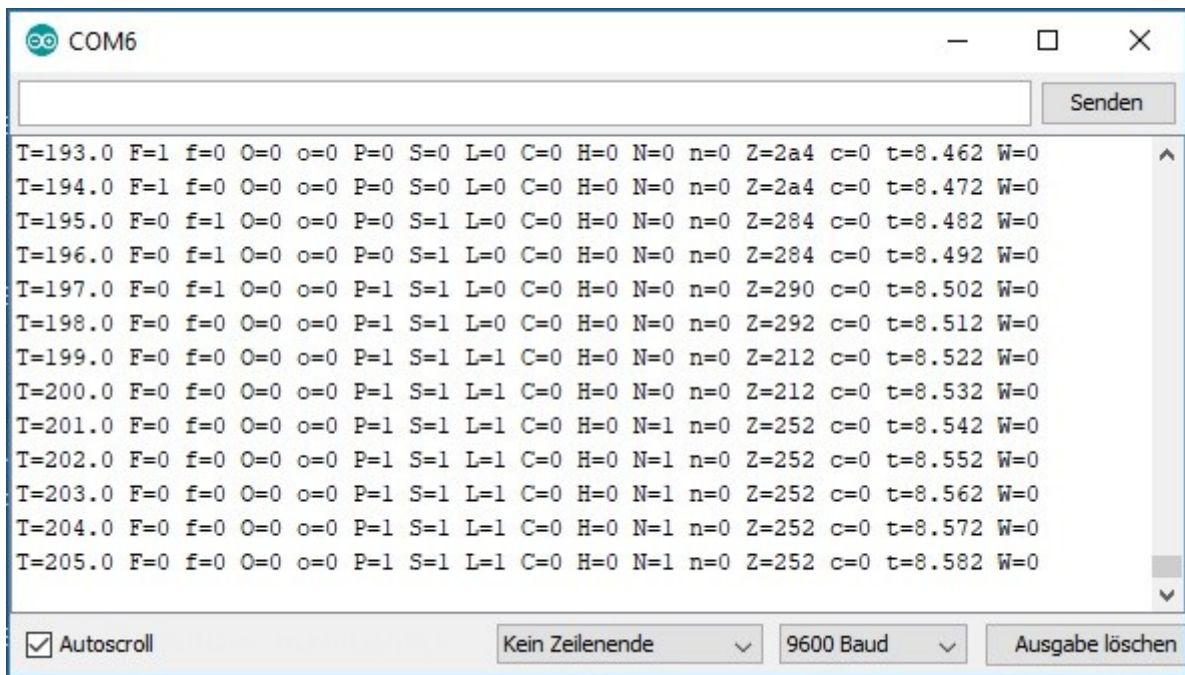 COM6
Senden
T=193.0 F=1 f=0 O=0 o=0 P=0 S=0 L=0 C=0 H=0 N=0 n=0 Z=2a4 c=0 t=8.462 W=0
T=194.0 F=1 f=0 O=0 o=0 P=0 S=0 L=0 C=0 H=0 N=0 n=0 Z=2a4 c=0 t=8.472 W=0
T=195.0 F=0 f=1 O=0 o=0 P=0 S=1 L=0 C=0 H=0 N=0 n=0 Z=284 c=0 t=8.482 W=0
T=196.0 F=0 f=1 O=0 o=0 P=0 S=1 L=0 C=0 H=0 N=0 n=0 Z=284 c=0 t=8.492 W=0
T=197.0 F=0 f=1 O=0 o=0 P=1 S=1 L=0 C=0 H=0 N=0 n=0 Z=290 c=0 t=8.502 W=0
T=198.0 F=0 f=0 O=0 o=0 P=1 S=1 L=0 C=0 H=0 N=0 n=0 Z=292 c=0 t=8.512 W=0
T=199.0 F=0 f=0 O=0 o=0 P=1 S=1 L=1 C=0 H=0 N=0 n=0 Z=212 c=0 t=8.522 W=0
T=200.0 F=0 f=0 O=0 o=0 P=1 S=1 L=1 C=0 H=0 N=0 n=0 Z=212 c=0 t=8.532 W=0
T=201.0 F=0 f=0 O=0 o=0 P=1 S=1 L=1 C=0 H=0 N=1 n=0 Z=252 c=0 t=8.542 W=0
T=202.0 F=0 f=0 O=0 o=0 P=1 S=1 L=1 C=0 H=0 N=1 n=0 Z=252 c=0 t=8.552 W=0
T=203.0 F=0 f=0 O=0 o=0 P=1 S=1 L=1 C=0 H=0 N=1 n=0 Z=252 c=0 t=8.562 W=0
T=204.0 F=0 f=0 O=0 o=0 P=1 S=1 L=1 C=0 H=0 N=1 n=0 Z=252 c=0 t=8.572 W=0
T=205.0 F=0 f=0 O=0 o=0 P=1 S=1 L=1 C=0 H=0 N=1 n=0 Z=252 c=0 t=8.582 W=0
Autoscroll Kein Zeilenende 9600 Baud Ausgabe löschen